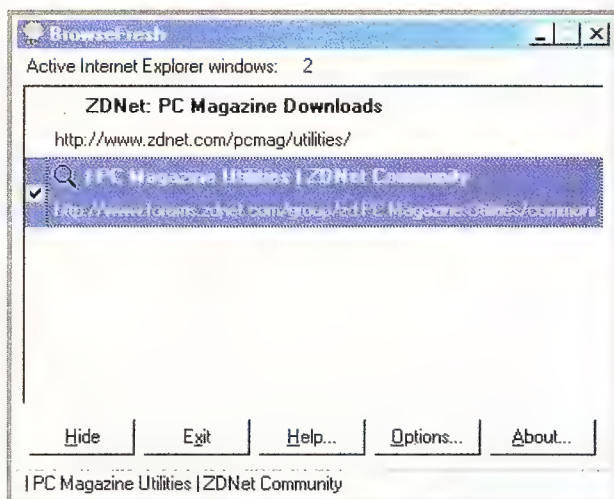 BrowseFresh
Active Internet Explorer windows: 2
ZDNet: PC Magazine Downloads
http://www.zdnet.com/pcmag/utilities/
| PC Magazine Utilities | ZDNet Community
Hide Exit Help... Options... About...
| PC Magazine Utilities | ZDNet Community